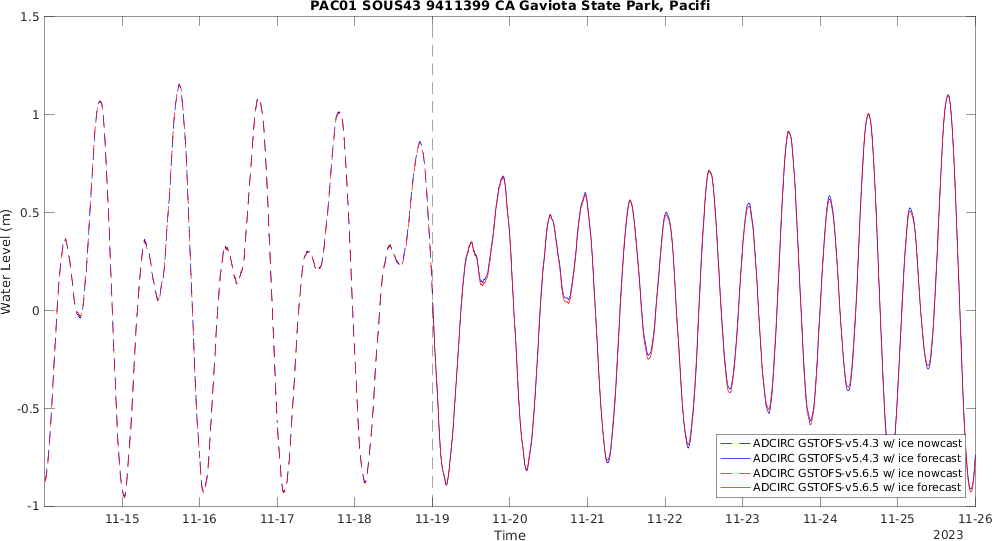 PAC01 SOUS43 9411399 CA Gaviota State Park, Pacifi
1.5
1
0.5
0
-0.5
-1
Water Level (m)
11-15 11-16 11-17 11-18 11-19 11-20 11-21 11-22 11-23 11-24 11-25 11-26
Time
2023
ADCIRC GSTOFS-v5.4.3 w/ ice nowcast
ADCIRC GSTOFS-v5.4.3 w/ ice forecast
ADCIRC GSTOFS-v5.6.5 w/ ice nowcast
ADCIRC GSTOFS-v5.6.5 w/ ice forecast